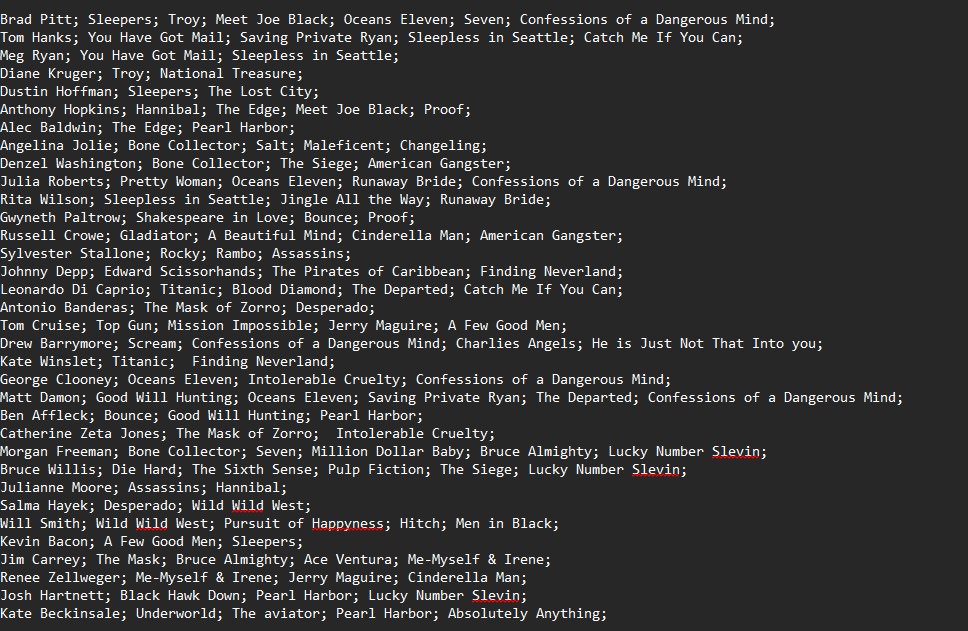 Brad Pitt; Sleepers; Troy; Meet Joe Black; Oceans Eleven; Seven; Confessions of a Dangerous Mind;
Tom Hanks; You Have Got Mail; Saving Private Ryan; Sleepless in Seattle; Catch Me If You Can;
Meg Ryan; You Have Got Mail; Sleepless in Seattle;
Diane Kruger; Troy; National Treasure;
Dustin Hoffman; Sleepers; The Lost City;
Anthony Hopkins; Hannibal; The Edge; Meet Joe Black; Proof;
Alec Baldwin; The Edge; Pearl Harbor;
Angelina Jolie; Bone Collector; Salt; Maleficent; Changeling;
Denzel Washington; Bone Collector; The Siege; American Gangster;
Julia Roberts; Pretty Woman; Oceans Eleven; Runaway Bride; Confessions of a Dangerous Mind;
Rita Wilson; Sleepless in Seattle; Jingle All the Way; Runaway Bride;
Gwyneth Paltrow; Shakespeare in Love; Bounce; Proof;
Russell Crowe; Gladiator; A Beautiful Mind; Cinderella Man; American Gangster;
Sylvester Stallone; Rocky; Rambo; Assassins;
Johnny Depp; Edward Scissorhands; The Pirates of Caribbean; Finding Neverland;
Leonardo Di Caprio; Titanic; Blood Diamond; The Departed; Catch Me If You Can;
Antonio Banderas; The Mask of Zorro; Desperado;
Tom Cruise; Top Gun; Mission Impossible; Jerry Maguire; A Few Good Men;
Drew Barrymore; Scream; Confessions of a Dangerous Mind; Charlies Angels; He is Just Not That Into you;
Kate Winslet; Titanic;  Finding Neverland;
George Clooney; Oceans Eleven; Intolerable Cruelty; Confessions of a Dangerous Mind;
Matt Damon; Good Will Hunting; Oceans Eleven; Saving Private Ryan; The Departed; Confessions of a Dangerous Mind;
Ben Affleck; Bounce; Good Will Hunting; Pearl Harbor;
Catherine Zeta Jones; The Mask of Zorro;  Intolerable Cruelty;
Morgan Freeman; Bone Collector; Seven; Million Dollar Baby; Bruce Almighty; Lucky Number Slevin;
Bruce Willis; Die Hard; The Sixth Sense; Pulp Fiction; The Siege; Lucky Number Slevin;
Julianne Moore; Assassins; Hannibal;
Salma Hayek; Desperado; Wild Wild West;
Will Smith; Wild Wild West; Pursuit of Happyness; Hitch; Men in Black;
Kevin Bacon; A Few Good Men; Sleepers;
Jim Carrey; The Mask; Bruce Almighty; Ace Ventura; Me-Myself & Irene;
Renee Zellweger; Me-Myself & Irene; Jerry Maguire; Cinderella Man;
Josh Hartnett; Black Hawk Down; Pearl Harbor; Lucky Number Slevin;
Kate Beckinsale; Underworld; The aviator; Pearl Harbor; Absolutely Anything;